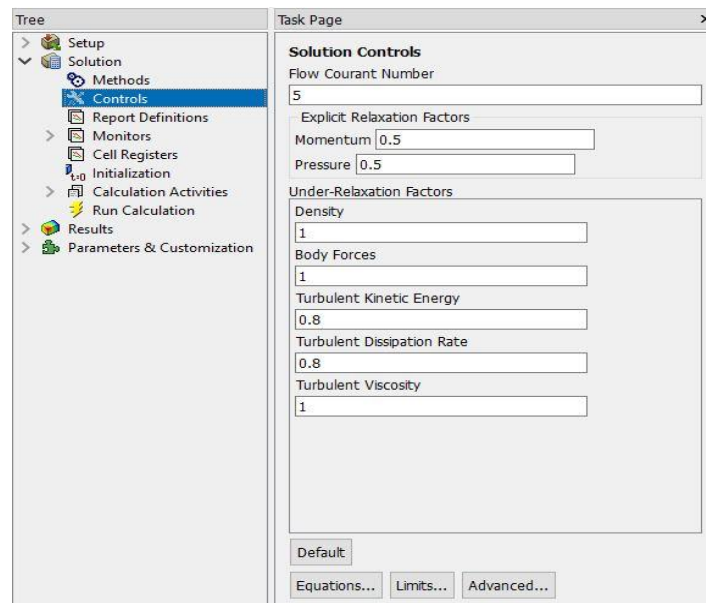 Tree
Setup
Solution
Methods
Controls
Report Definitions
Monitors
Cell Registers
t=0 Initialization
Calculation Activities
Run Calculation
Results
Parameters & Customization
Task Page
Solution Controls
Flow Courant Number
5
Explicit Relaxation Factors
Momentum 0.5
Pressure 0.5
Under-Relaxation Factors
Density
1
Body Forces
1
Turbulent Kinetic Energy
0.8
Turbulent Dissipation Rate
0.8
Turbulent Viscosity
1
Default
Equations... Limits... Advanced...